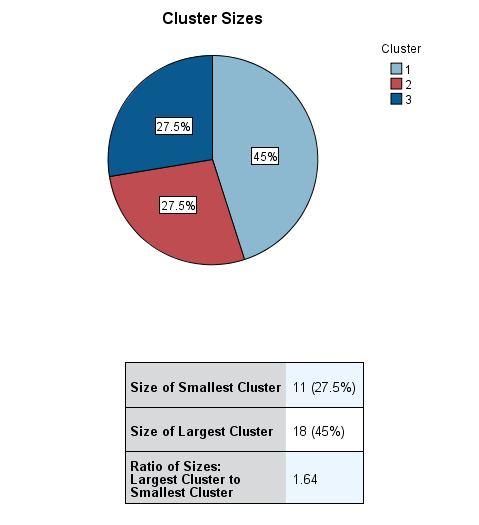 Cluster Sizes
Cluster
1
2
3
27.5%
45%
27.5%
Size of Smallest Cluster 11 (27.5%)
Size of Largest Cluster 18 (45%)
Ratio of Sizes:
Largest Cluster to
Smallest Cluster
1.64